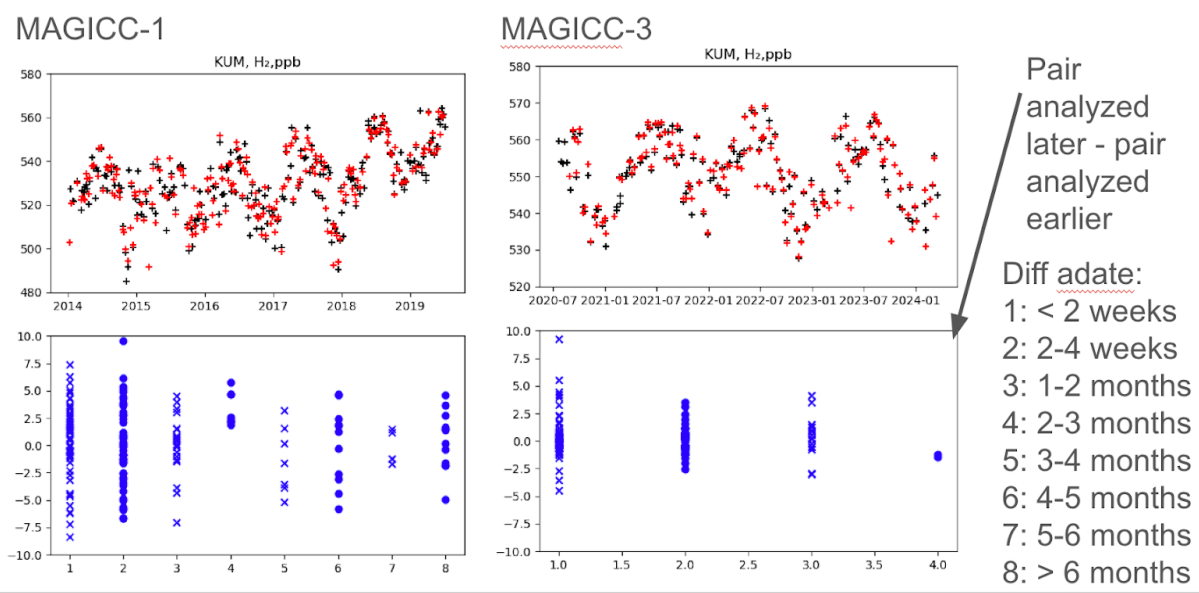 MAGICC-1
KUM, H₂,ppb
580
560
540
520
500
480
2014 2015 2016 2017 2018 2019
10.0
7.5
5.0
2.5
0.0
−2.5
−5.0
−7.5
−10.0
1 2 3 4 5 6 7 8
MAGICC-3
KUM, H₂,ppb
580
570
560
550
540
530
520
2020-07 2021-01 2021-07 2022-01 2022-07 2023-01 2023-07 2024-01
10.0
7.5
5.0
2.5
0.0
−2.5
−5.0
−7.5
−10.0
1.0 1.5 2.0 2.5 3.0 3.5 4.0
Pair
analyzed
later - pair
analyzed
earlier
Diff adate:
1: < 2 weeks
2: 2-4 weeks
3: 1-2 months
4: 2-3 months
5: 3-4 months
6: 4-5 months
7: 5-6 months
8: > 6 months